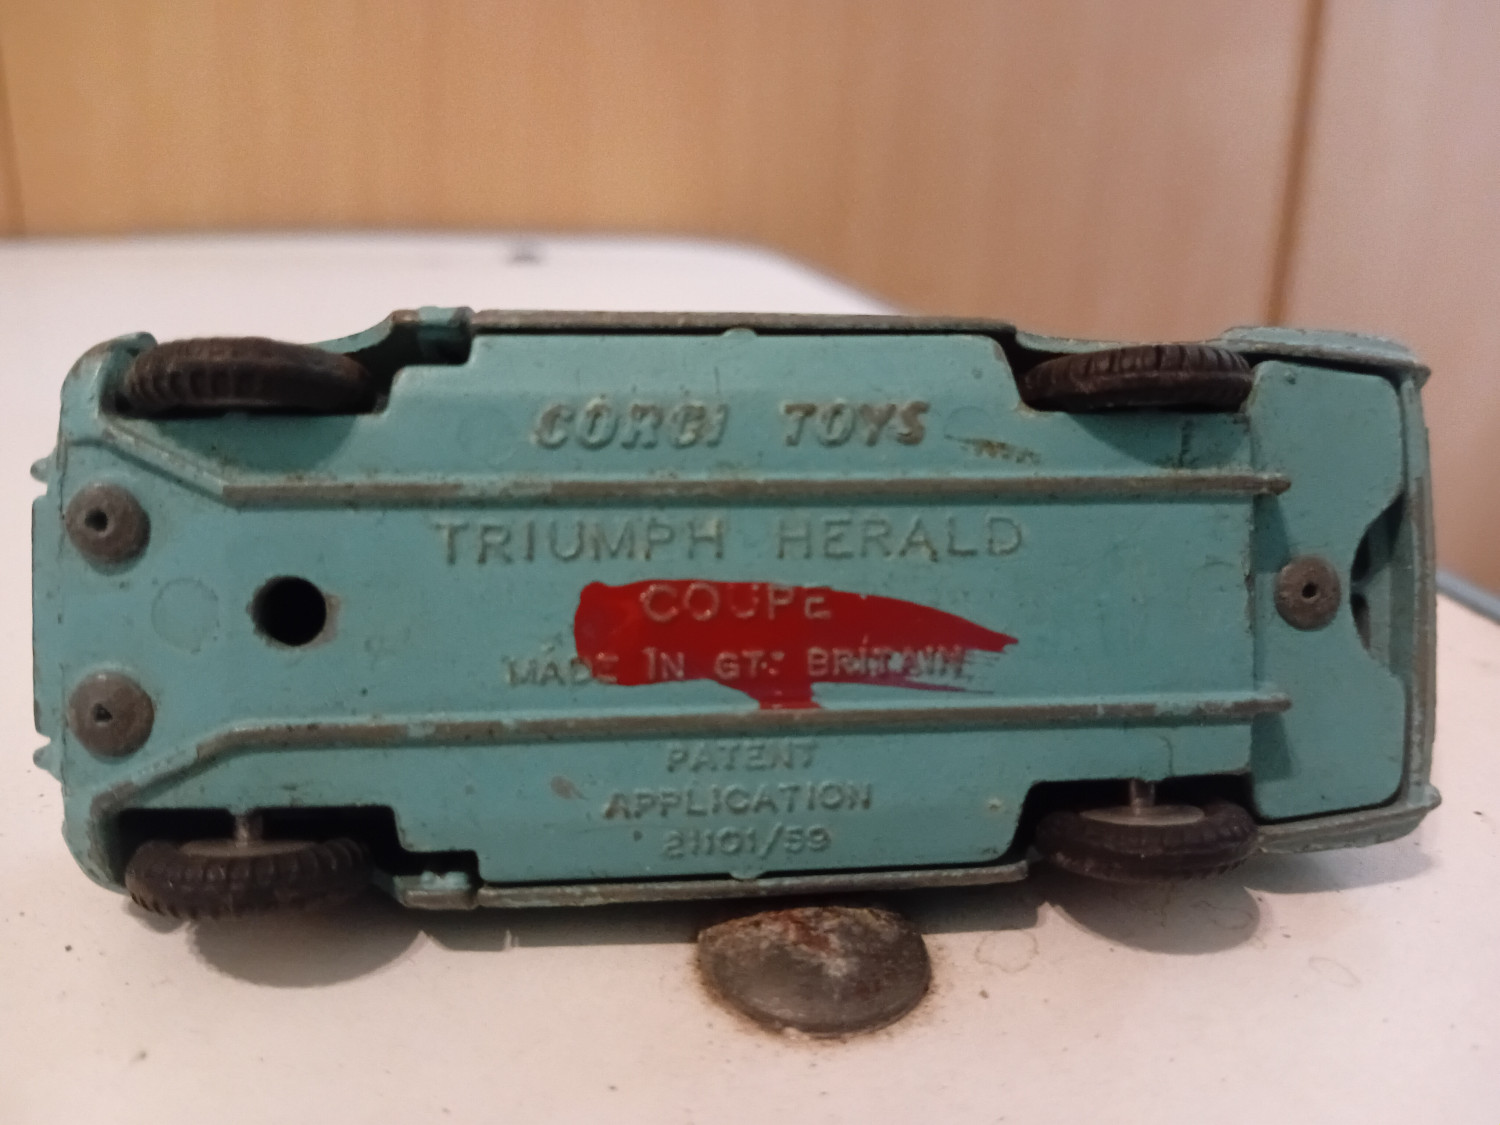 CORGI TOYS
TRIUMPH HERALD
COUPE
MADE IN GT. BRITAIN
PATENT
APPLICATION
21101/59